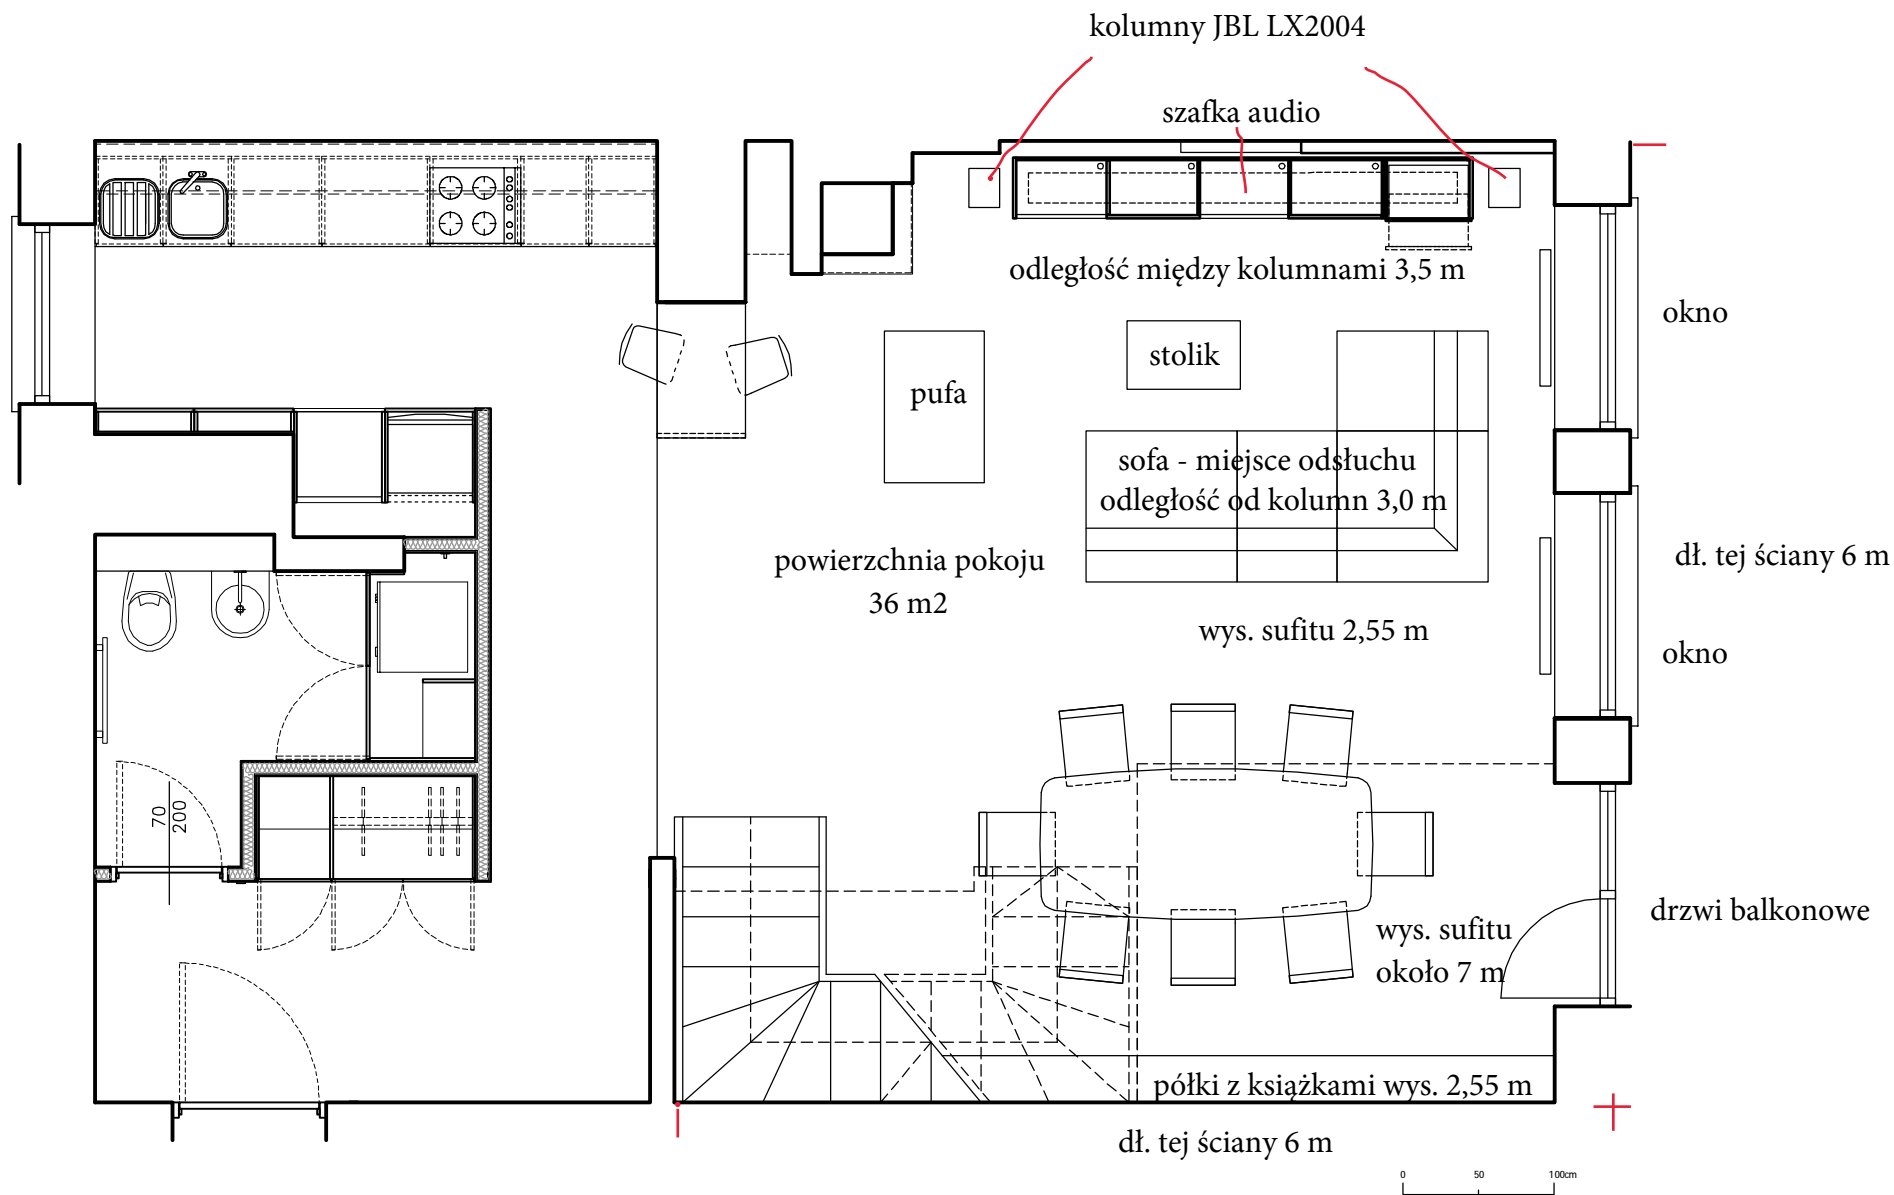 kolumny JBL LX2004
szafka audio
odległość między kolumnami 3,5 m
okno
stolik
pufa
sofa - miejsce odsłuchu
odległość od kolumn 3,0 m
powierzchnia pokoju
36 m2
dł. tej ściany 6 m
wys. sufitu 2,55 m
okno
70
200
drzwi balkonowe
wys. sufitu
około 7 m
półki z książkami wys. 2,55 m
dł. tej ściany 6 m
0 50 100cm